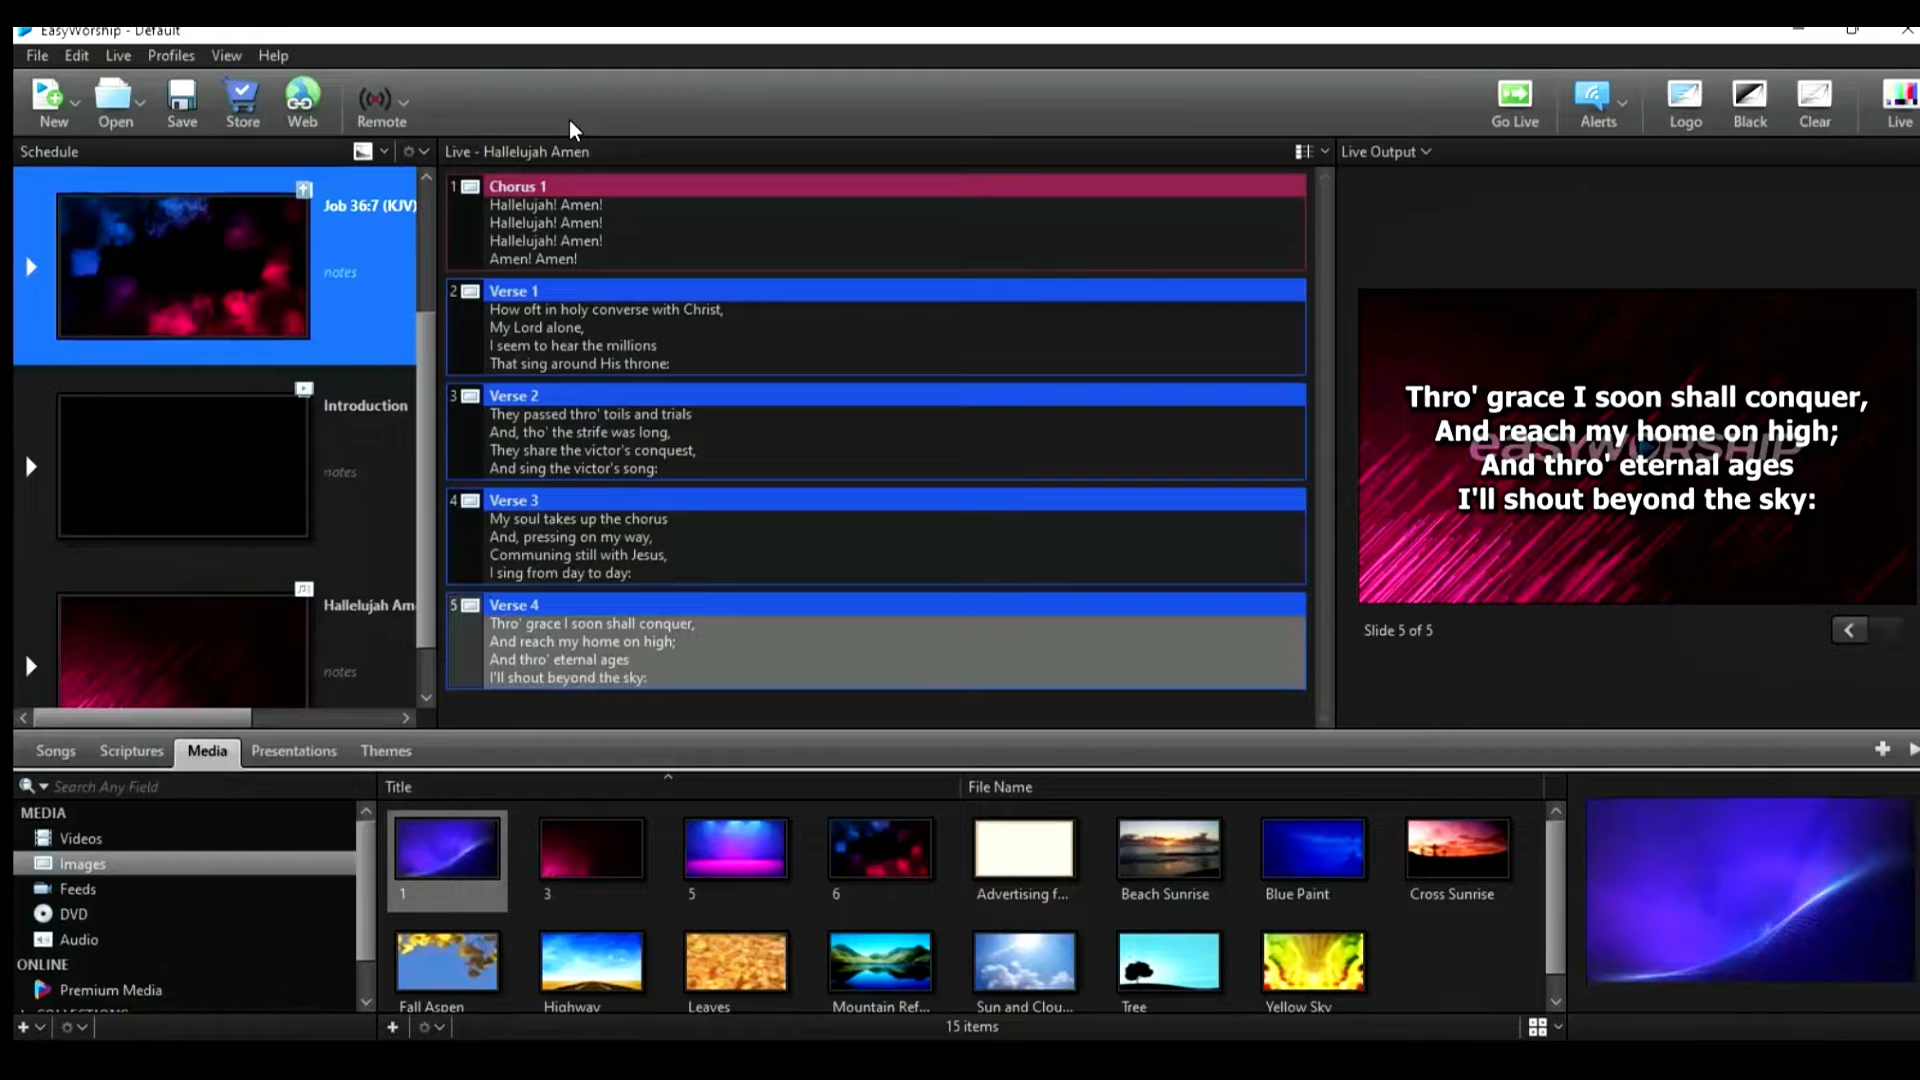 EasyWorship - Default
File Edit Live Profiles View Help
New Open Save Store Web Remote Go Live Alerts Logo Black Clear Live
Schedule
Live - Hallelujah Amen
Live Output
Job 36:7 (KJV)
notes
Introduction
notes
Hallelujah Am
notes
1 Chorus 1
Hallelujah! Amen!
Hallelujah! Amen!
Hallelujah! Amen!
Amen! Amen!
2 Verse 1
How oft in holy converse with Christ,
My Lord alone,
I seem to hear the millions
That sing around His throne:
3 Verse 2
They passed thro' toils and trials
And, tho' the strife was long,
They share the victor's conquest,
And sing the victor's song:
4 Verse 3
My soul takes up the chorus
And, pressing on my way,
Communing still with Jesus,
I sing from day to day:
5 Verse 4
Thro' grace I soon shall conquer,
And reach my home on high;
And thro' eternal ages
I'll shout beyond the sky:
Thro' grace I soon shall conquer,
And reach my home on high;
easyWORSHIP
And thro' eternal ages
I'll shout beyond the sky:
Slide 5 of 5
Songs Scriptures Media Presentations Themes
Search Any Field
MEDIA
Videos
Images
Feeds
DVD
Audio
ONLINE
Premium Media
Title File Name
1 3 5 6 Advertising f... Beach Sunrise Blue Paint Cross Sunrise
Fall Aspen Highway Leaves Mountain Ref... Sun and Clou... Tree Yellow Sky
15 items